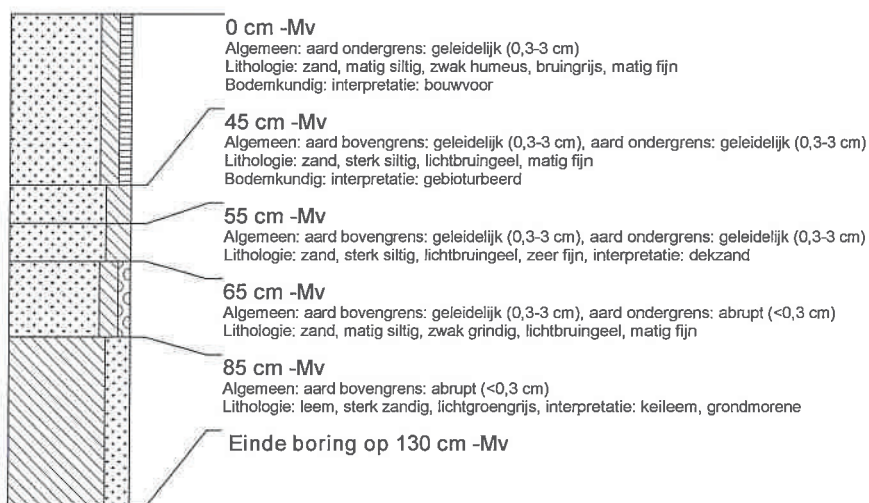 0 cm -Mv
Algemeen: aard ondergrens: geleidelijk (0,3-3 cm)
Lithologie: zand, matig siltig, zwak humeus, bruingrijs, matig fijn
Bodemkundig: interpretatie: bouwvoor
45 cm -Mv
Algemeen: aard bovengrens: geleidelijk (0,3-3 cm), aard ondergrens: geleidelijk (0,3-3 cm)
Lithologie: zand, sterk siltig, lichtbruingeel, matig fijn
Bodemkundig: interpretatie: gebioturbeerd
55 cm -Mv
Algemeen: aard bovengrens: geleidelijk (0,3-3 cm), aard ondergrens: geleidelijk (0,3-3 cm)
Lithologie: zand, sterk siltig, lichtbruingeel, zeer fijn, interpretatie: dekzand
65 cm -Mv
Algemeen: aard bovengrens: geleidelijk (0,3-3 cm), aard ondergrens: abrupt (<0,3 cm)
Lithologie: zand, matig siltig, zwak grindig, lichtbruingeel, matig fijn
85 cm -Mv
Algemeen: aard bovengrens: abrupt (<0,3 cm)
Lithologie: leem, sterk zandig, lichtgroengrijs, interpretatie: keileem, grondmorene
Einde boring op 130 cm -Mv